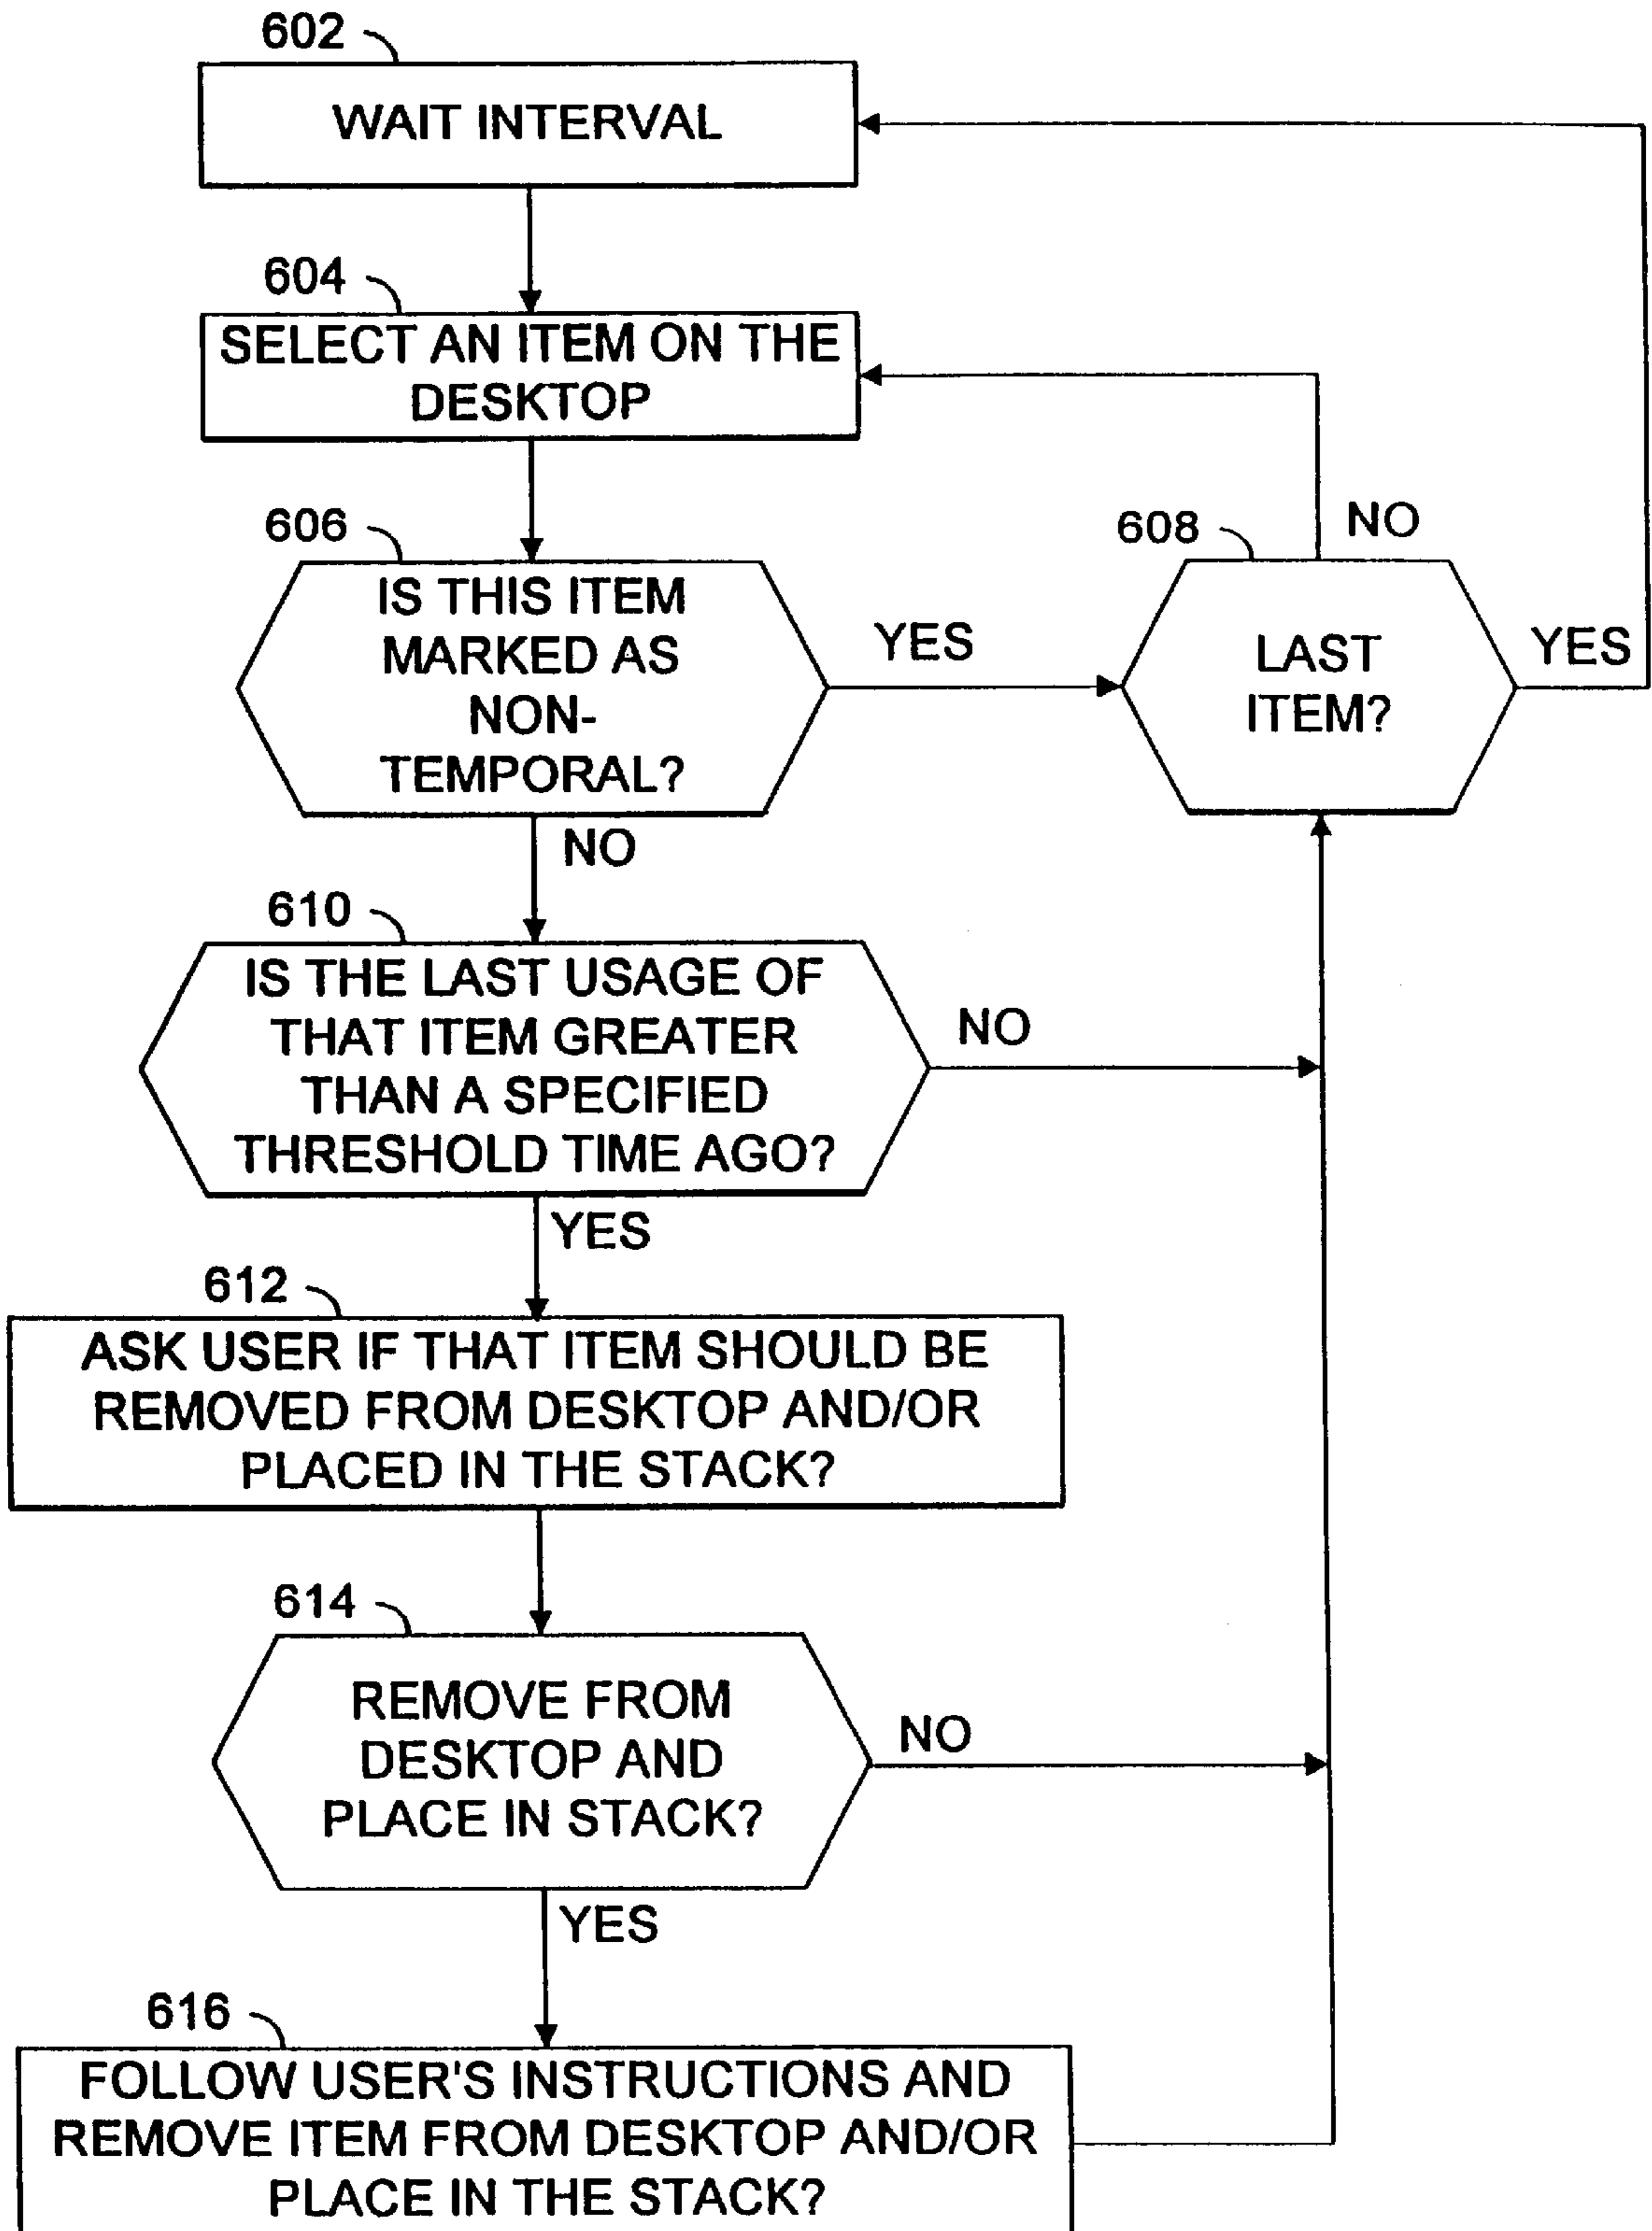 602
WAIT INTERVAL
604
SELECT AN ITEM ON THE
DESKTOP
606
IS THIS ITEM
MARKED AS
NON-
TEMPORAL?
YES
608
NO
LAST
ITEM?
YES
NO
610
IS THE LAST USAGE OF
THAT ITEM GREATER
THAN A SPECIFIED
THRESHOLD TIME AGO?
NO
YES
612
ASK USER IF THAT ITEM SHOULD BE
REMOVED FROM DESKTOP AND/OR
PLACED IN THE STACK?
614
REMOVE FROM
DESKTOP AND
PLACE IN STACK?
NO
YES
616
FOLLOW USER'S INSTRUCTIONS AND
REMOVE ITEM FROM DESKTOP AND/OR
PLACE IN THE STACK?